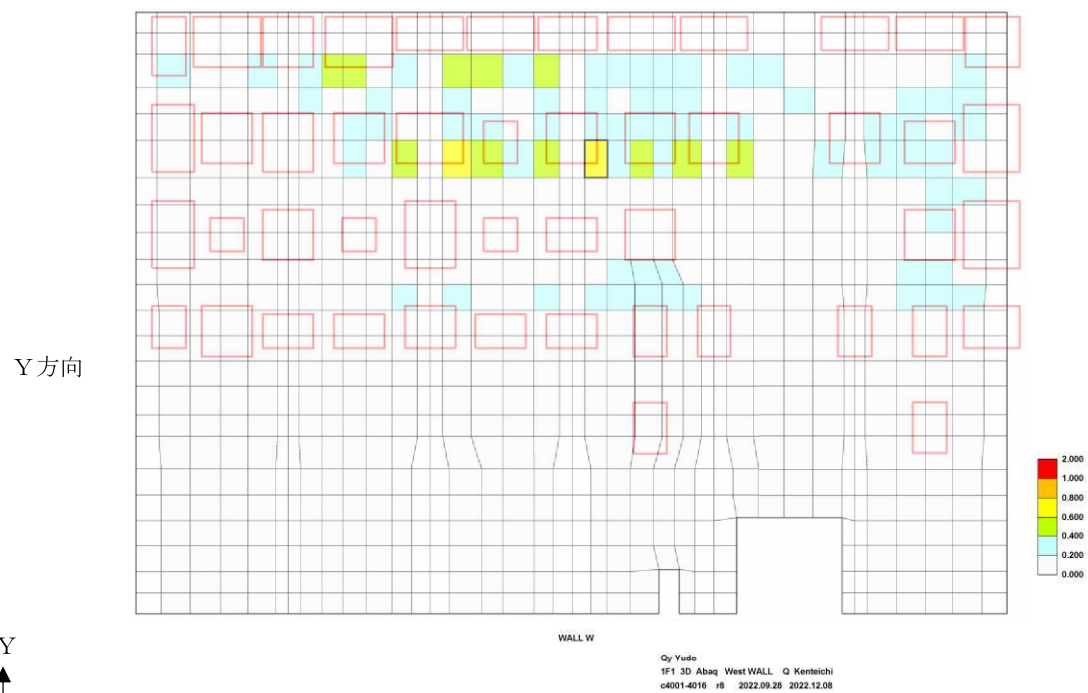 Y方向
2.000
1.000
0.800
0.600
0.400
0.200
0.000
WALL W
Y
Qy Yudo
1F1 3D Abaq West WALL Q Kenteichi
c4001-4016 r8 2022.09.28 2022.12.08